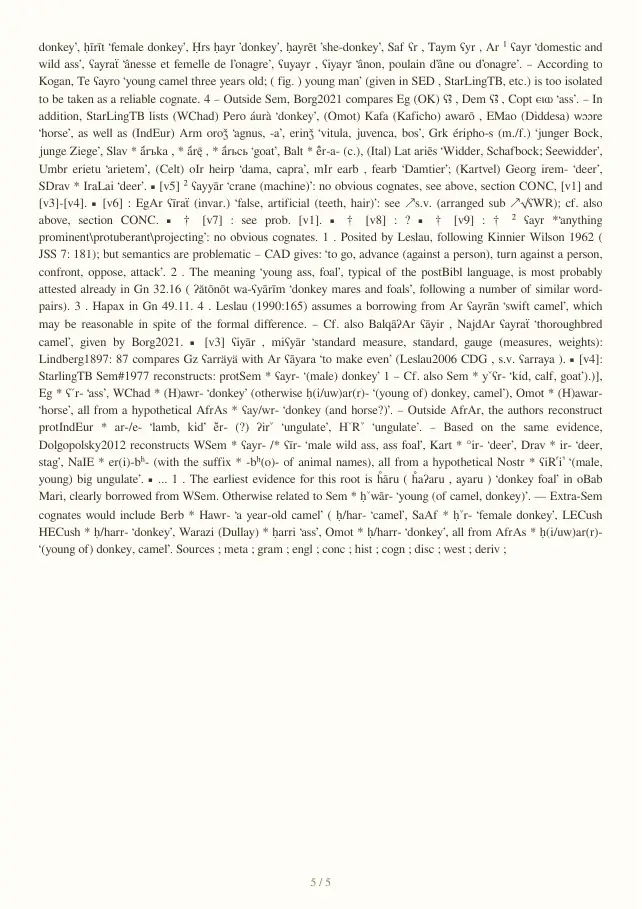 donkey’, ḥīrīt ‘female donkey’, Ḥrs ḥayr ’donkey’, ḥayrēt ’she-donkey’, Saf ʕr , Taym ʕyr , Ar ¹ ʕayr ‘domestic and
wild ass’, ʕayraẗ ‘ânesse et femelle de l’onagre’, ʕuyayr , ʕiyayr ‘ânon, poulain d’âne ou d’onagre’. – According to
Kogan, Te ʕayro ‘young camel three years old; ( fig. ) young man’ (given in SED , StarLingTB, etc.) is too isolated
to be taken as a reliable cognate. 4 – Outside Sem, Borg2021 compares Eg (OK) , Dem , Copt ⲉⲓⲱ ‘ass’. – In
addition, StarLingTB lists (WChad) Pero áurà ‘donkey’, (Omot) Kafa (Kaficho) awarō , EMao (Diddesa) wɔɔre
‘horse’, as well as (IndEur) Arm oroǯ ‘agnus, -a’, erinǯ ‘vitula, juvenca, bos’, Grk éripho-s (m./f.) ‘junger Bock,
junge Ziege’, Slav * , * , * ‘goat’, Balt * -a- (c.), (Ital) Lat ariēs ‘Widder, Schafbock; Seewidder’,
Umbr erietu ‘arietem’, (Celt) oIr heirp ‘dama, capra’, mIr earb , fearb ‘Damtier’; (Kartvel) Georg irem- ‘deer’,
SDrav * IraLai ‘deer’. ▪ [v5] ² ʕayyār ‘crane (machine)’: no obvious cognates, see above, section CONC, [v1] and
[v3]-[v4]. ▪ [v6] : EgAr ʕīraẗ (invar.) ‘false, artificial (teeth, hair)’: see ↗s.v. (arranged sub ↗√ʕWR); cf. also
above, section CONC. ▪ † [v7] : see prob. [v1]. ▪ † [v8] : ? ▪ † [v9] : † ² ʕayr *‘anything
prominent\protuberant\projecting’: no obvious cognates. 1 . Posited by Leslau, following Kinnier Wilson 1962 (
JSS 7: 181); but semantics are problematic – CAD gives: ‘to go, advance (against a person), turn against a person,
confront, oppose, attack’. 2 . The meaning ‘young ass, foal’, typical of the postBibl language, is most probably
attested already in Gn 32.16 ( ʔătōnōt wa-ʕyārīm ‘donkey mares and foals’, following a number of similar word-
pairs). 3 . Hapax in Gn 49.11. 4 . Leslau (1990:165) assumes a borrowing from Ar ʕayrān ‘swift camel’, which
may be reasonable in spite of the formal difference. – Cf. also BalqāʔAr ʕāyir , NajdAr ʕayraẗ ‘thoroughbred
camel’, given by Borg2021. ▪ [v3] ʕiyār , miʕyār ‘standard measure, standard, gauge (measures, weights):
Lindberg1897: 87 compares Gz ʕarräyä with Ar ʕāyara ‘to make even’ (Leslau2006 CDG , s.v. ʕarraya ). ▪ [v4]:
StarlingTB Sem#1977 reconstructs: protSem * ʕayr- ‘(male) donkey’ 1 – Cf. also Sem * yˇʕr- ‘kid, calf, goat’).)],
Eg * ʕˇr- ‘ass’, WChad * (H)awr- ‘donkey’ (otherwise ḥ(i/uw)ar(r)- ‘(young of) donkey, camel’), Omot * (H)awar-
‘horse’, all from a hypothetical AfrAs * ʕay/wr- ‘donkey (and horse?)’. – Outside AfrAr, the authors reconstruct
protIndEur * ar-/e- ‘lamb, kid’ ĕr- (?) ʔirˇ ‘ungulate’, HˇRˇ ‘ungulate’. – Based on the same evidence,
Dolgopolsky2012 reconstructs WSem * ʕayr- /* ʕīr- ‘male wild ass, ass foal’, Kart * °ir- ‘deer’, Drav * ir- ‘deer,
stag’, NaIE * er(i)-bʰ- (with the suffix * -bʰ(o)- of animal names), all from a hypothetical Nostr * ‘(male,
young) big ungulate’. ▪ ... 1 . The earliest evidence for this root is ḫāru ( ḫaʔaru , ayaru ) ‘donkey foal’ in oBab
Mari, clearly borrowed from WSem. Otherwise related to Sem * ḥˇwār- ‘young (of camel, donkey)’. — Extra-Sem
cognates would include Berb * Hawr- ‘a year-old camel’ ( ḥ/har- ‘camel’, SaAf * ḥˇr- ‘female donkey’, LECush
HECush * ḥ/harr- ‘donkey’, Warazi (Dullay) * ḥarri ‘ass’, Omot * ḥ/harr- ‘donkey’, all from AfrAs * ḥ(i/uw)ar(r)-
‘(young of) donkey, camel’. Sources ; meta ; gram ; engl ; conc ; hist ; cogn ; disc ; west ; deriv ;
5 / 5